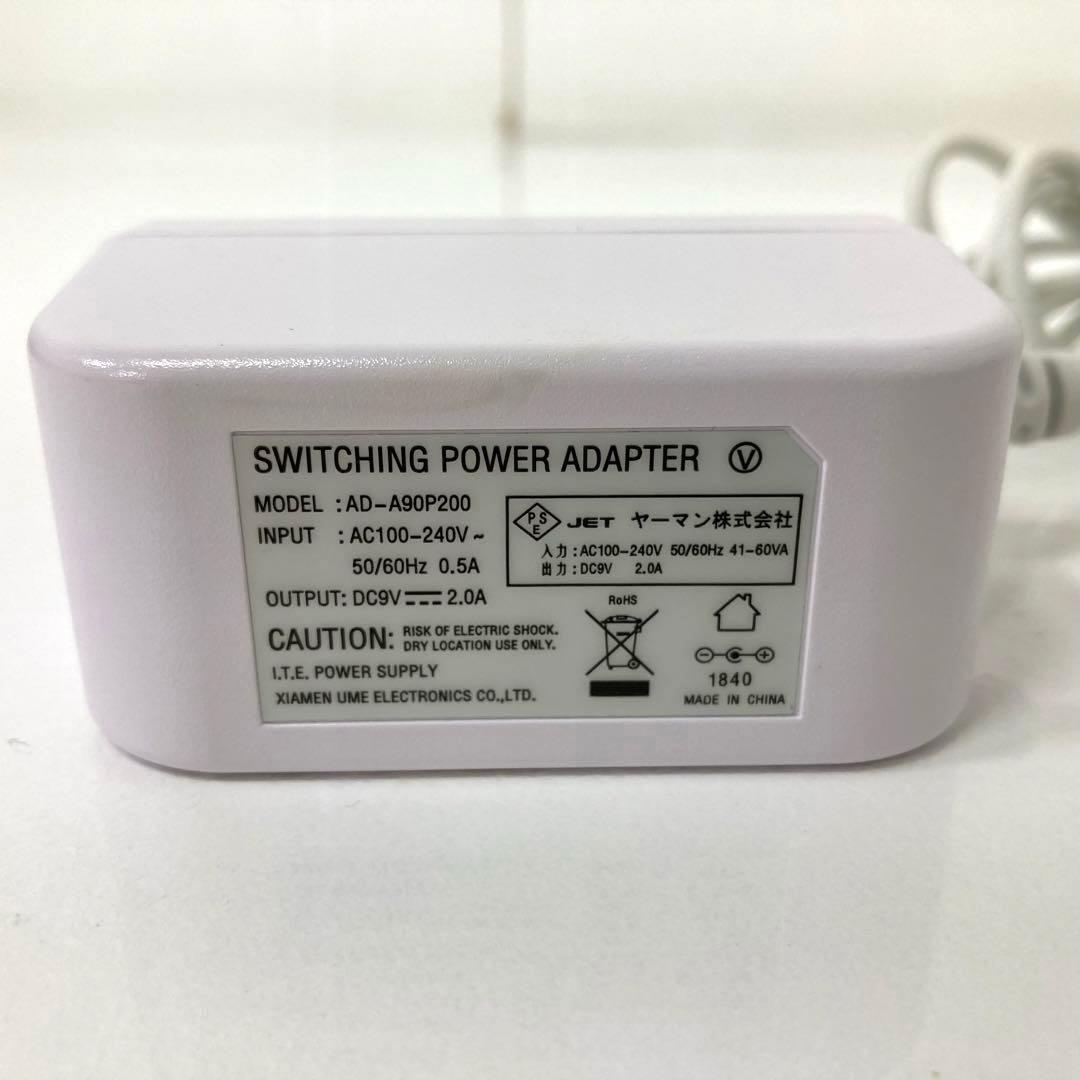 SWITCHING POWER ADAPTER Ⓥ
MODEL : AD-A90P200
INPUT : AC100-240V~
50/60Hz 0.5A
OUTPUT: DC9V⎓2.0A
PSE JET ヤーマン株式会社
入力: AC100-240V 50/60Hz 41-60VA
出力: DC9V 2.0A
CAUTION: RISK OF ELECTRIC SHOCK.
DRY LOCATION USE ONLY.
I.T.E. POWER SUPPLY
XIAMEN UME ELECTRONICS CO.,LTD.
RoHS
1840
MADE IN CHINA